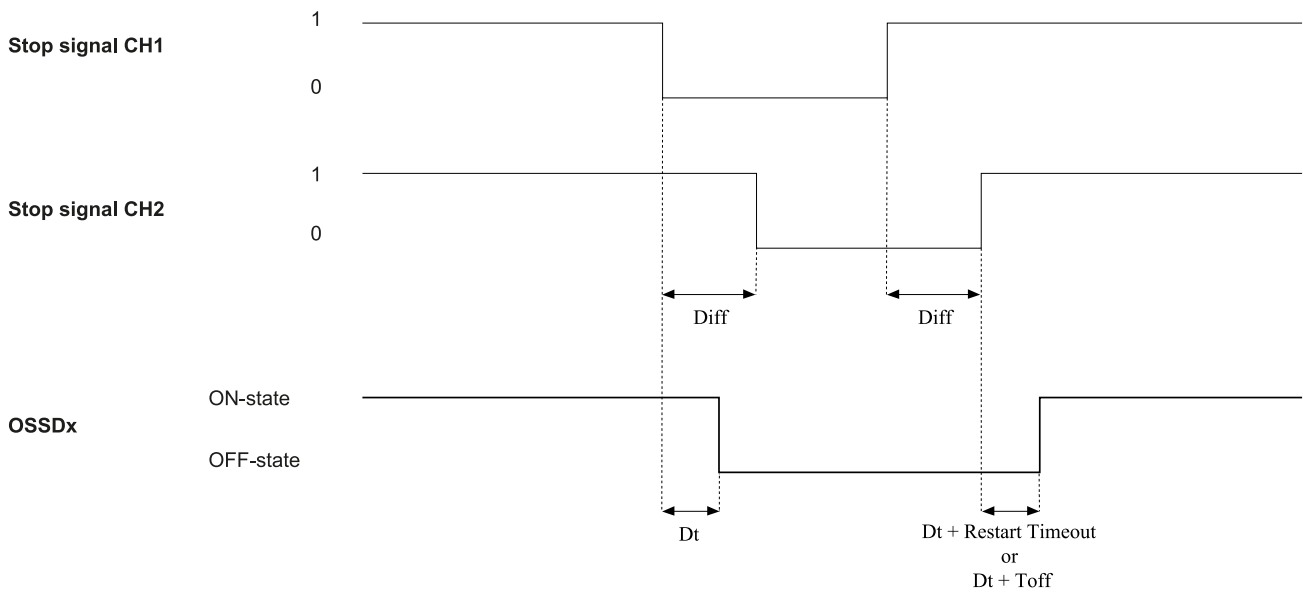 Stop signal CH1
1
0
Stop signal CH2
1
0
Diff
Diff
OSSDx
ON-state
OFF-state
Dt
Dt + Restart Timeout
or
Dt + Toff